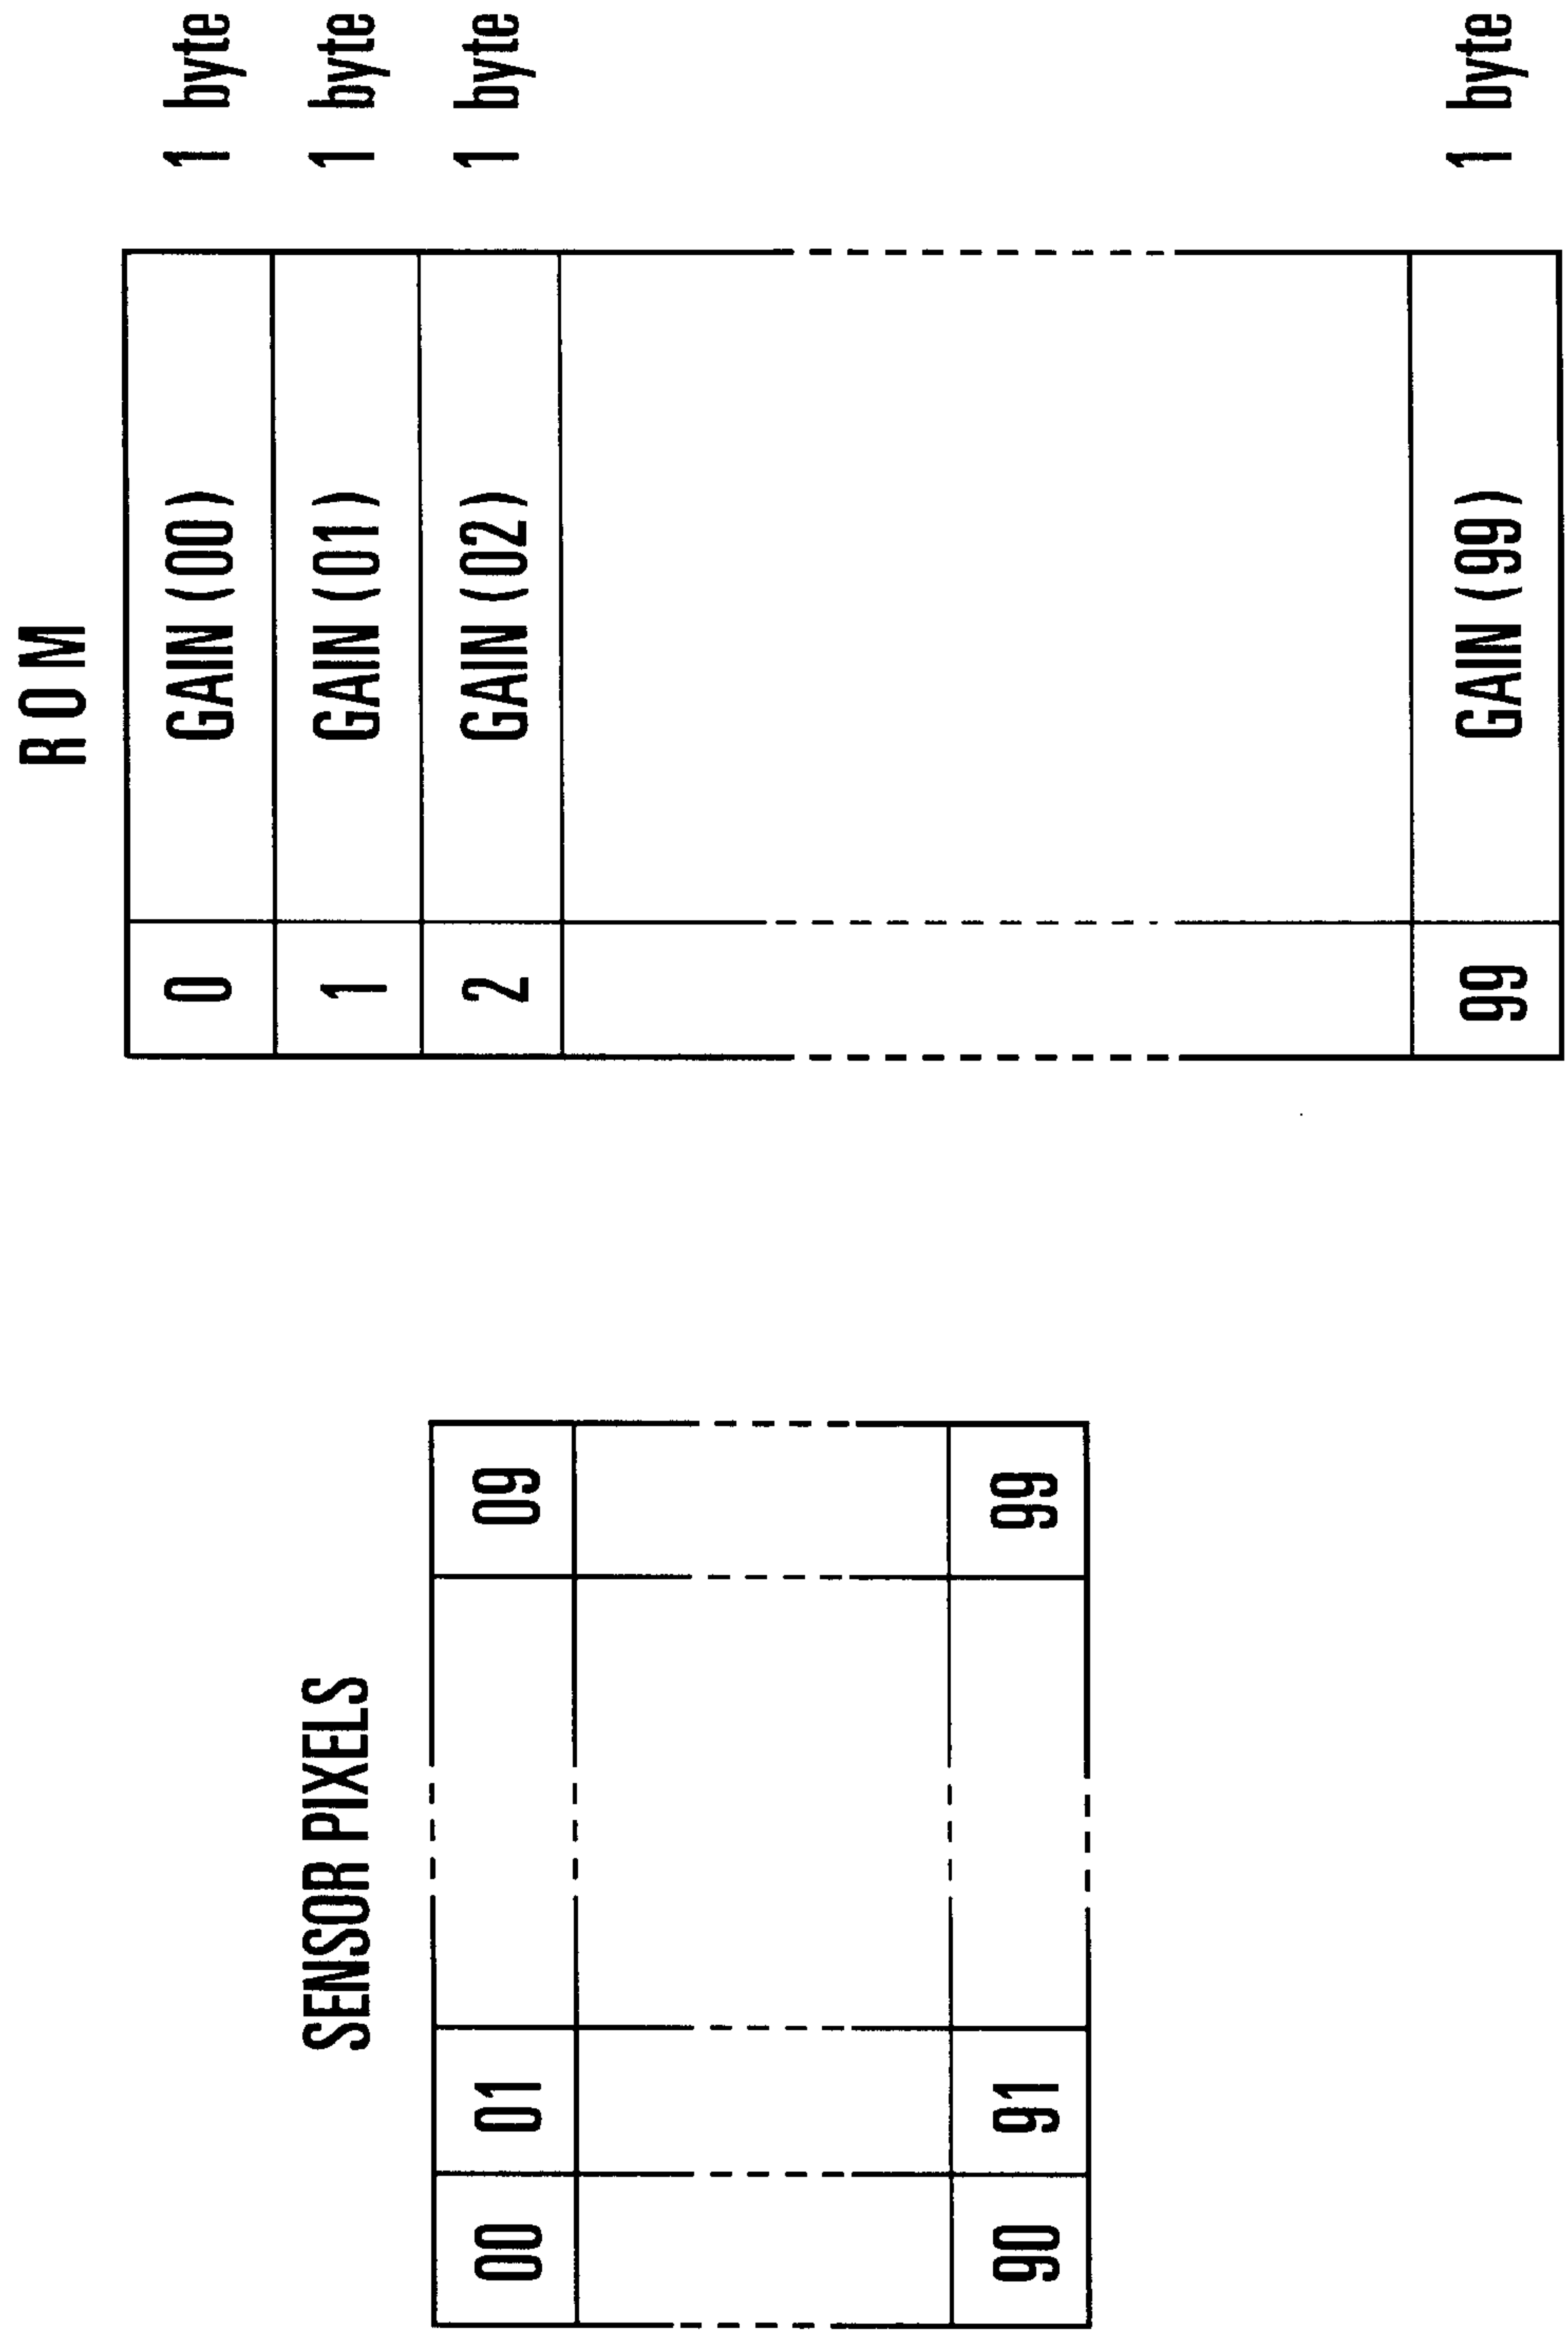 SENSOR PIXELS
00 01 09
90 91 99
R O M
0 GAIN (00) 1 byte
1 GAIN (01) 1 byte
2 GAIN (02) 1 byte
99 GAIN (99) 1 byte